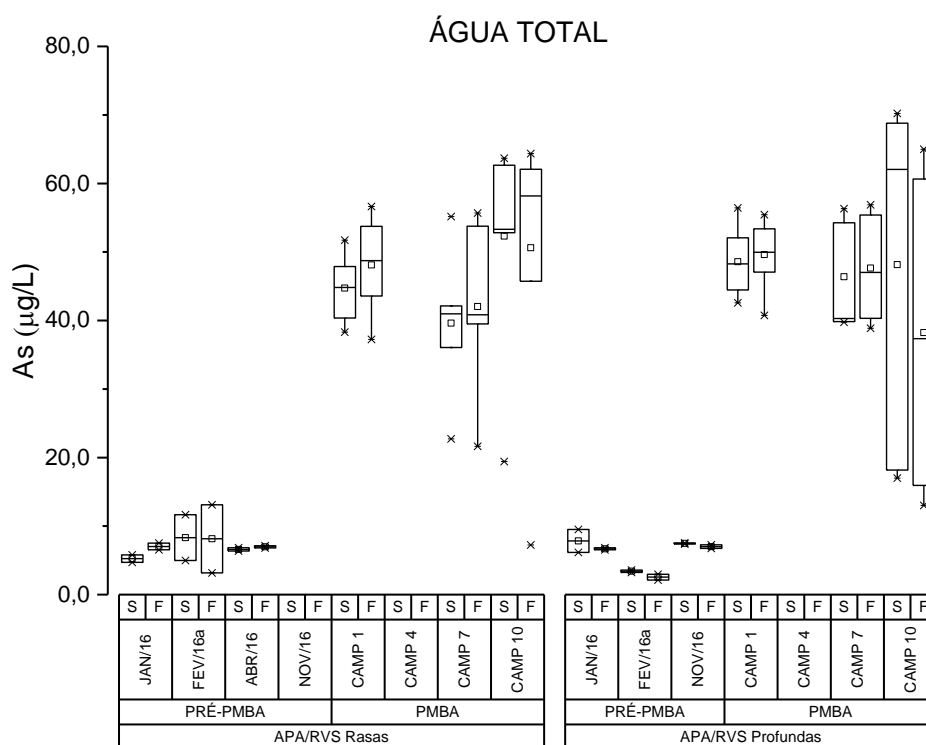 ÁGUA TOTAL
80,0
60,0
40,0
20,0
0,0
As (µg/L)
S F S F S F S F S F S F S F S F S F S F S F S F S F S F S F
JAN/16 FEV/16a ABR/16 NOV/16 CAMP 1 CAMP 4 CAMP 7 CAMP 10 JAN/16 FEV/16a NOV/16 CAMP 1 CAMP 4 CAMP 7 CAMP 10
PRÉ-PMBA PMBA PRÉ-PMBA PMBA
APA/RVS Rasas APA/RVS Profundas